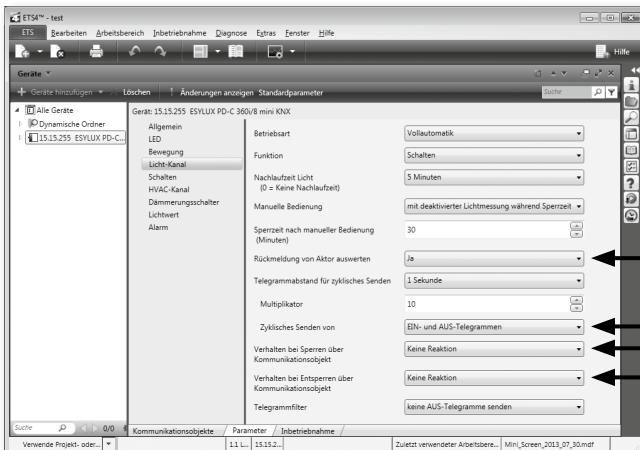 ETS4™ - test
ETS Bearbeiten Arbeitsbereich Inbetriebnahme Diagnose Extras Fenster Hilfe
Hilfe
Geräte
Geräte hinzufügen Löschen Änderungen anzeigen Standardparameter Suche
Alle Geräte
Dynamische Ordner
15.15.255 ESYLUX PD-C...
Gerät: 15.15.255 ESYLUX PD-C 360i/8 mini KNX
Allgemein
LED
Bewegung
Licht-Kanal
Schalten
HVAC-Kanal
Dämmerungsschalter
Lichtwert
Alarm
Betriebsart Vollautomatik
Funktion Schalten
Nachlaufzeit Licht 5 Minuten
(0 = Keine Nachlaufzeit)
Manuelle Bedienung mit deaktivierter Lichtmessung während Sperrzeit
Sperrzeit nach manueller Bedienung 30
(Minuten)
Rückmeldung von Aktor auswerten Ja
Telegrammabstand für zyklisches Senden 1 Sekunde
Multiplikator 10
Zyklisches Senden von EIN- und AUS-Telegrammen
Verhalten bei Sperren über Keine Reaktion
Kommunikationsobjekt
Verhalten bei Entsperren über Keine Reaktion
Kommunikationsobjekt
Telegrammfilter keine AUS-Telegramme senden
Suche 0/0 Kommunikationsobjekte Parameter Inbetriebnahme
Verwende Projekt- oder... 1.1 L... 15.15.2... Zuletzt verwendeter Arbeitsbere... Mini_Screen_2013_07_30.mdf